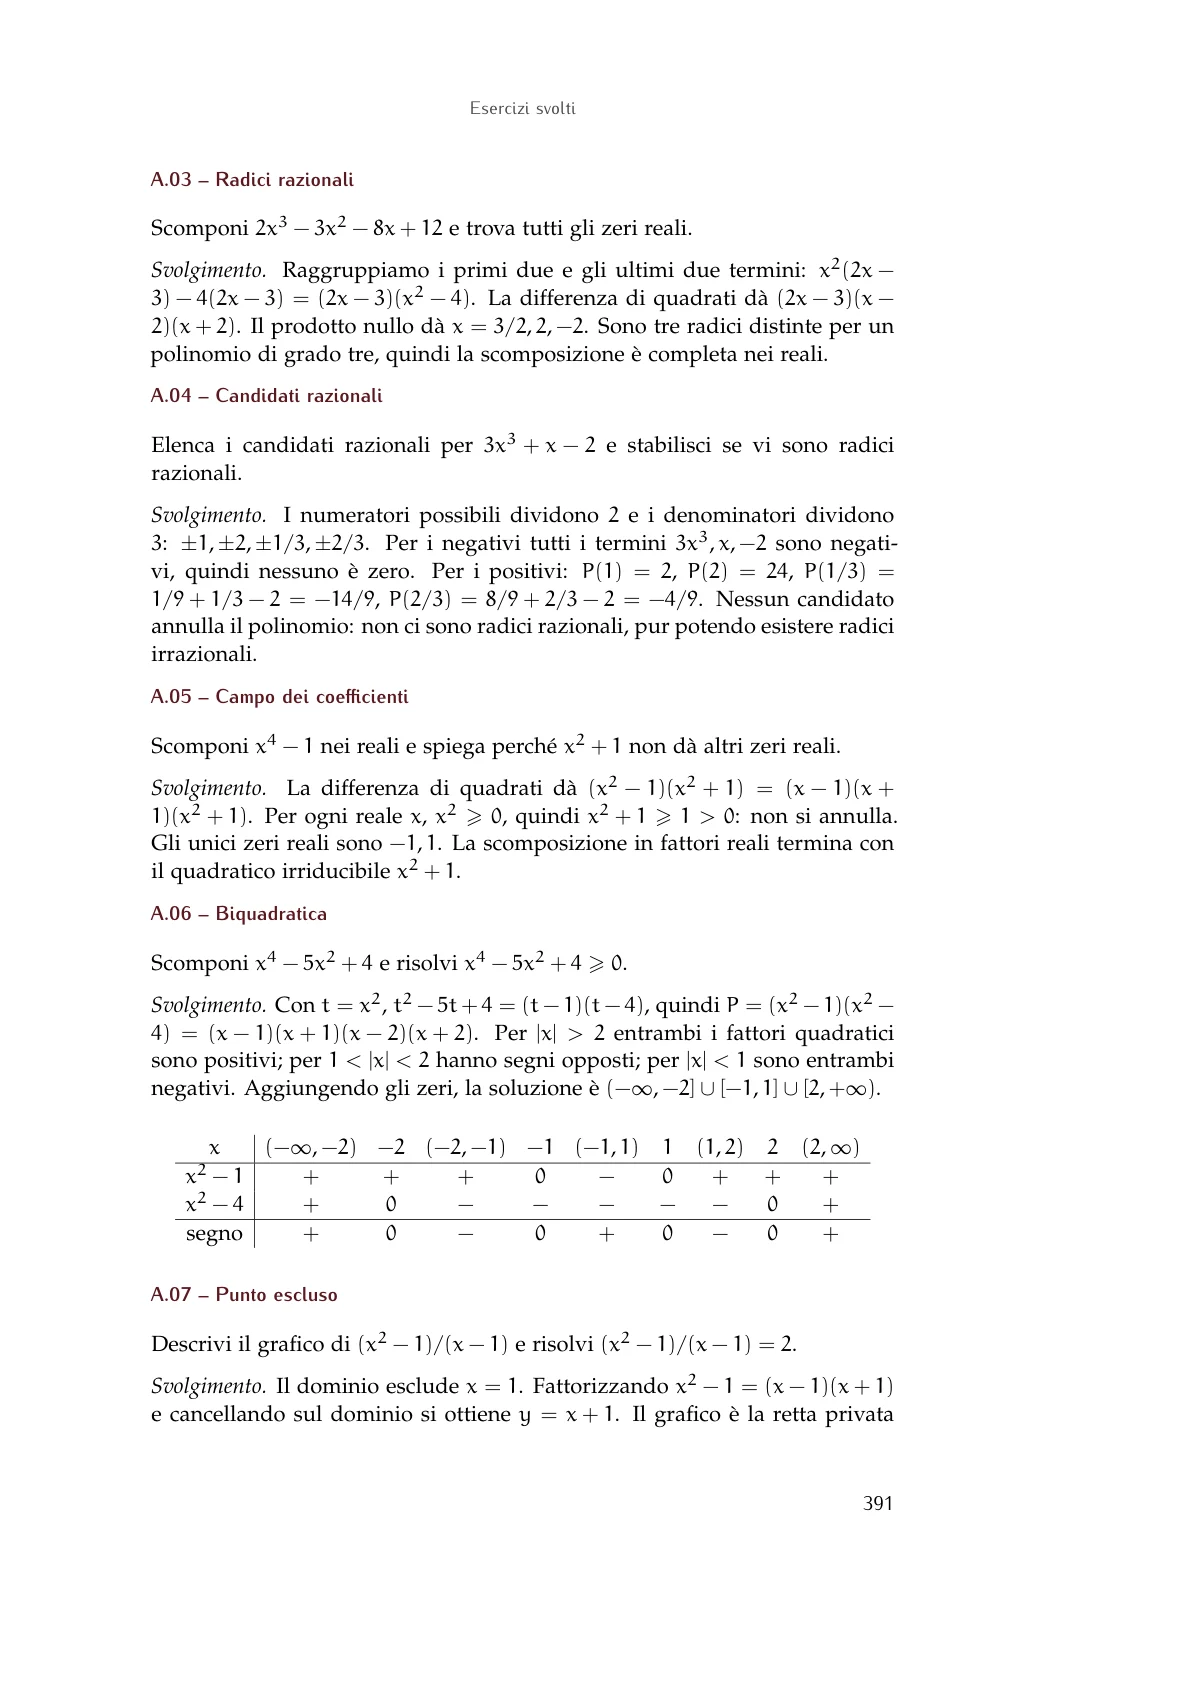 Esercizi svolti
A.03 – Radici razionali
Scomponi 2x³ − 3x² − 8x + 12 e trova tutti gli zeri reali.
Svolgimento. Raggruppiamo i primi due e gli ultimi due termini: x²(2x −
3) − 4(2x − 3) = (2x − 3)(x² − 4). La differenza di quadrati dà (2x − 3)(x −
2)(x + 2). Il prodotto nullo dà x = 3/2, 2, −2. Sono tre radici distinte per un
polinomio di grado tre, quindi la scomposizione è completa nei reali.
A.04 – Candidati razionali
Elenca i candidati razionali per 3x³ + x − 2 e stabilisci se vi sono radici
razionali.
Svolgimento. I numeratori possibili dividono 2 e i denominatori dividono
3: ±1, ±2, ±1/3, ±2/3. Per i negativi tutti i termini 3x³, x, −2 sono negati-
vi, quindi nessuno è zero. Per i positivi: P(1) = 2, P(2) = 24, P(1/3) =
1/9 + 1/3 − 2 = −14/9, P(2/3) = 8/9 + 2/3 − 2 = −4/9. Nessun candidato
annulla il polinomio: non ci sono radici razionali, pur potendo esistere radici
irrazionali.
A.05 – Campo dei coefficienti
Scomponi x⁴ − 1 nei reali e spiega perché x² + 1 non dà altri zeri reali.
Svolgimento. La differenza di quadrati dà (x² − 1)(x² + 1) = (x − 1)(x +
1)(x² + 1). Per ogni reale x, x² ⩾ 0, quindi x² + 1 ⩾ 1 > 0: non si annulla.
Gli unici zeri reali sono −1, 1. La scomposizione in fattori reali termina con
il quadratico irriducibile x² + 1.
A.06 – Biquadratica
Scomponi x⁴ − 5x² + 4 e risolvi x⁴ − 5x² + 4 ⩾ 0.
Svolgimento. Con t = x², t² − 5t + 4 = (t − 1)(t − 4), quindi P = (x² − 1)(x² −
4) = (x − 1)(x + 1)(x − 2)(x + 2). Per |x| > 2 entrambi i fattori quadratici
sono positivi; per 1 < |x| < 2 hanno segni opposti; per |x| < 1 sono entrambi
negativi. Aggiungendo gli zeri, la soluzione è (−∞, −2] ∪ [−1, 1] ∪ [2, +∞).
x (−∞, −2) −2 (−2, −1) −1 (−1, 1) 1 (1, 2) 2 (2, ∞)
x² − 1 + + + 0 − 0 + + +
x² − 4 + 0 − − − − − 0 +
segno + 0 − 0 + 0 − 0 +
A.07 – Punto escluso
Descrivi il grafico di (x² − 1)/(x − 1) e risolvi (x² − 1)/(x − 1) = 2.
Svolgimento. Il dominio esclude x = 1. Fattorizzando x² − 1 = (x − 1)(x + 1)
e cancellando sul dominio si ottiene y = x + 1. Il grafico è la retta privata
391